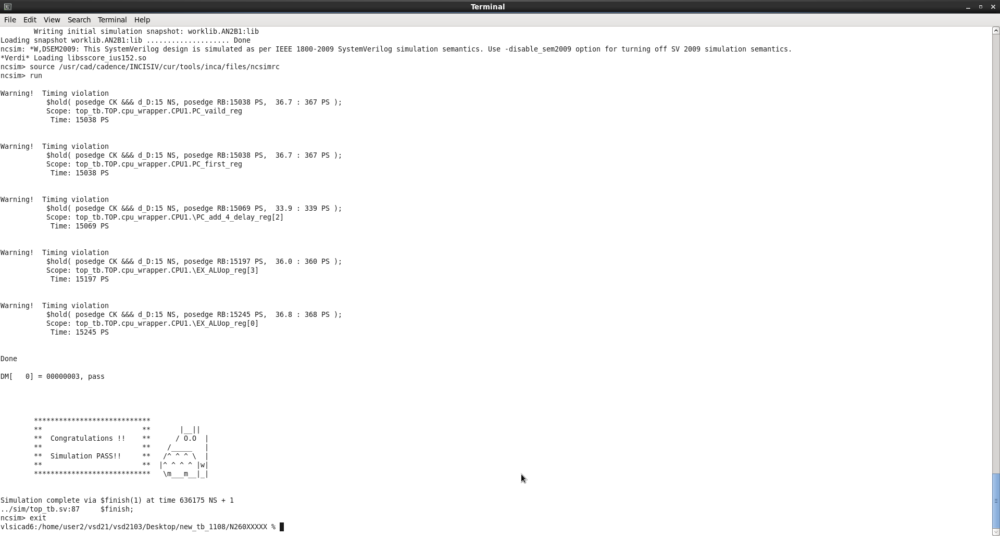 Terminal
File Edit View Search Terminal Help
        Writing initial simulation snapshot: worklib.AN2B1:lib
Loading snapshot worklib.AN2B1:lib .................... Done
ncsim: *W,DSEM2009: This SystemVerilog design is simulated as per IEEE 1800-2009 SystemVerilog simulation semantics. Use -disable_sem2009 option for turning off SV 2009 simulation semantics.
*Verdi* Loading libsscore_ius152.so
ncsim> source /usr/cad/cadence/INCISIV/cur/tools/inca/files/ncsimrc
ncsim> run
Warning!  Timing violation
           $hold( posedge CK &&& d_D:15 NS, posedge RB:15038 PS,  36.7 : 367 PS );
           Scope: top_tb.TOP.cpu_wrapper.CPU1.PC_vaild_reg
            Time: 15038 PS
Warning!  Timing violation
           $hold( posedge CK &&& d_D:15 NS, posedge RB:15038 PS,  36.7 : 367 PS );
           Scope: top_tb.TOP.cpu_wrapper.CPU1.PC_first_reg
            Time: 15038 PS
Warning!  Timing violation
           $hold( posedge CK &&& d_D:15 NS, posedge RB:15069 PS,  33.9 : 339 PS );
           Scope: top_tb.TOP.cpu_wrapper.CPU1.\PC_add_4_delay_reg[2]
            Time: 15069 PS
Warning!  Timing violation
           $hold( posedge CK &&& d_D:15 NS, posedge RB:15197 PS,  36.0 : 360 PS );
           Scope: top_tb.TOP.cpu_wrapper.CPU1.\EX_ALUop_reg[3]
            Time: 15197 PS
Warning!  Timing violation
           $hold( posedge CK &&& d_D:15 NS, posedge RB:15245 PS,  36.8 : 368 PS );
           Scope: top_tb.TOP.cpu_wrapper.CPU1.\EX_ALUop_reg[0]
            Time: 15245 PS
Done
DM[   0] = 00000003, pass
        ****************************
        **                        **       |__||
        **  Congratulations !!    **      / O.O  |
        **                        **    /_____   |
        **  Simulation PASS!!     **   /^ ^ ^ \  |
        **                        **  |^ ^ ^ ^ |w|
        ****************************   \m___m__|_|
Simulation complete via $finish(1) at time 636175 NS + 1
../sim/top_tb.sv:87     $finish;
ncsim> exit
vlsicad6:/home/user2/vsd21/vsd2103/Desktop/new_tb_1108/N260XXXXX %